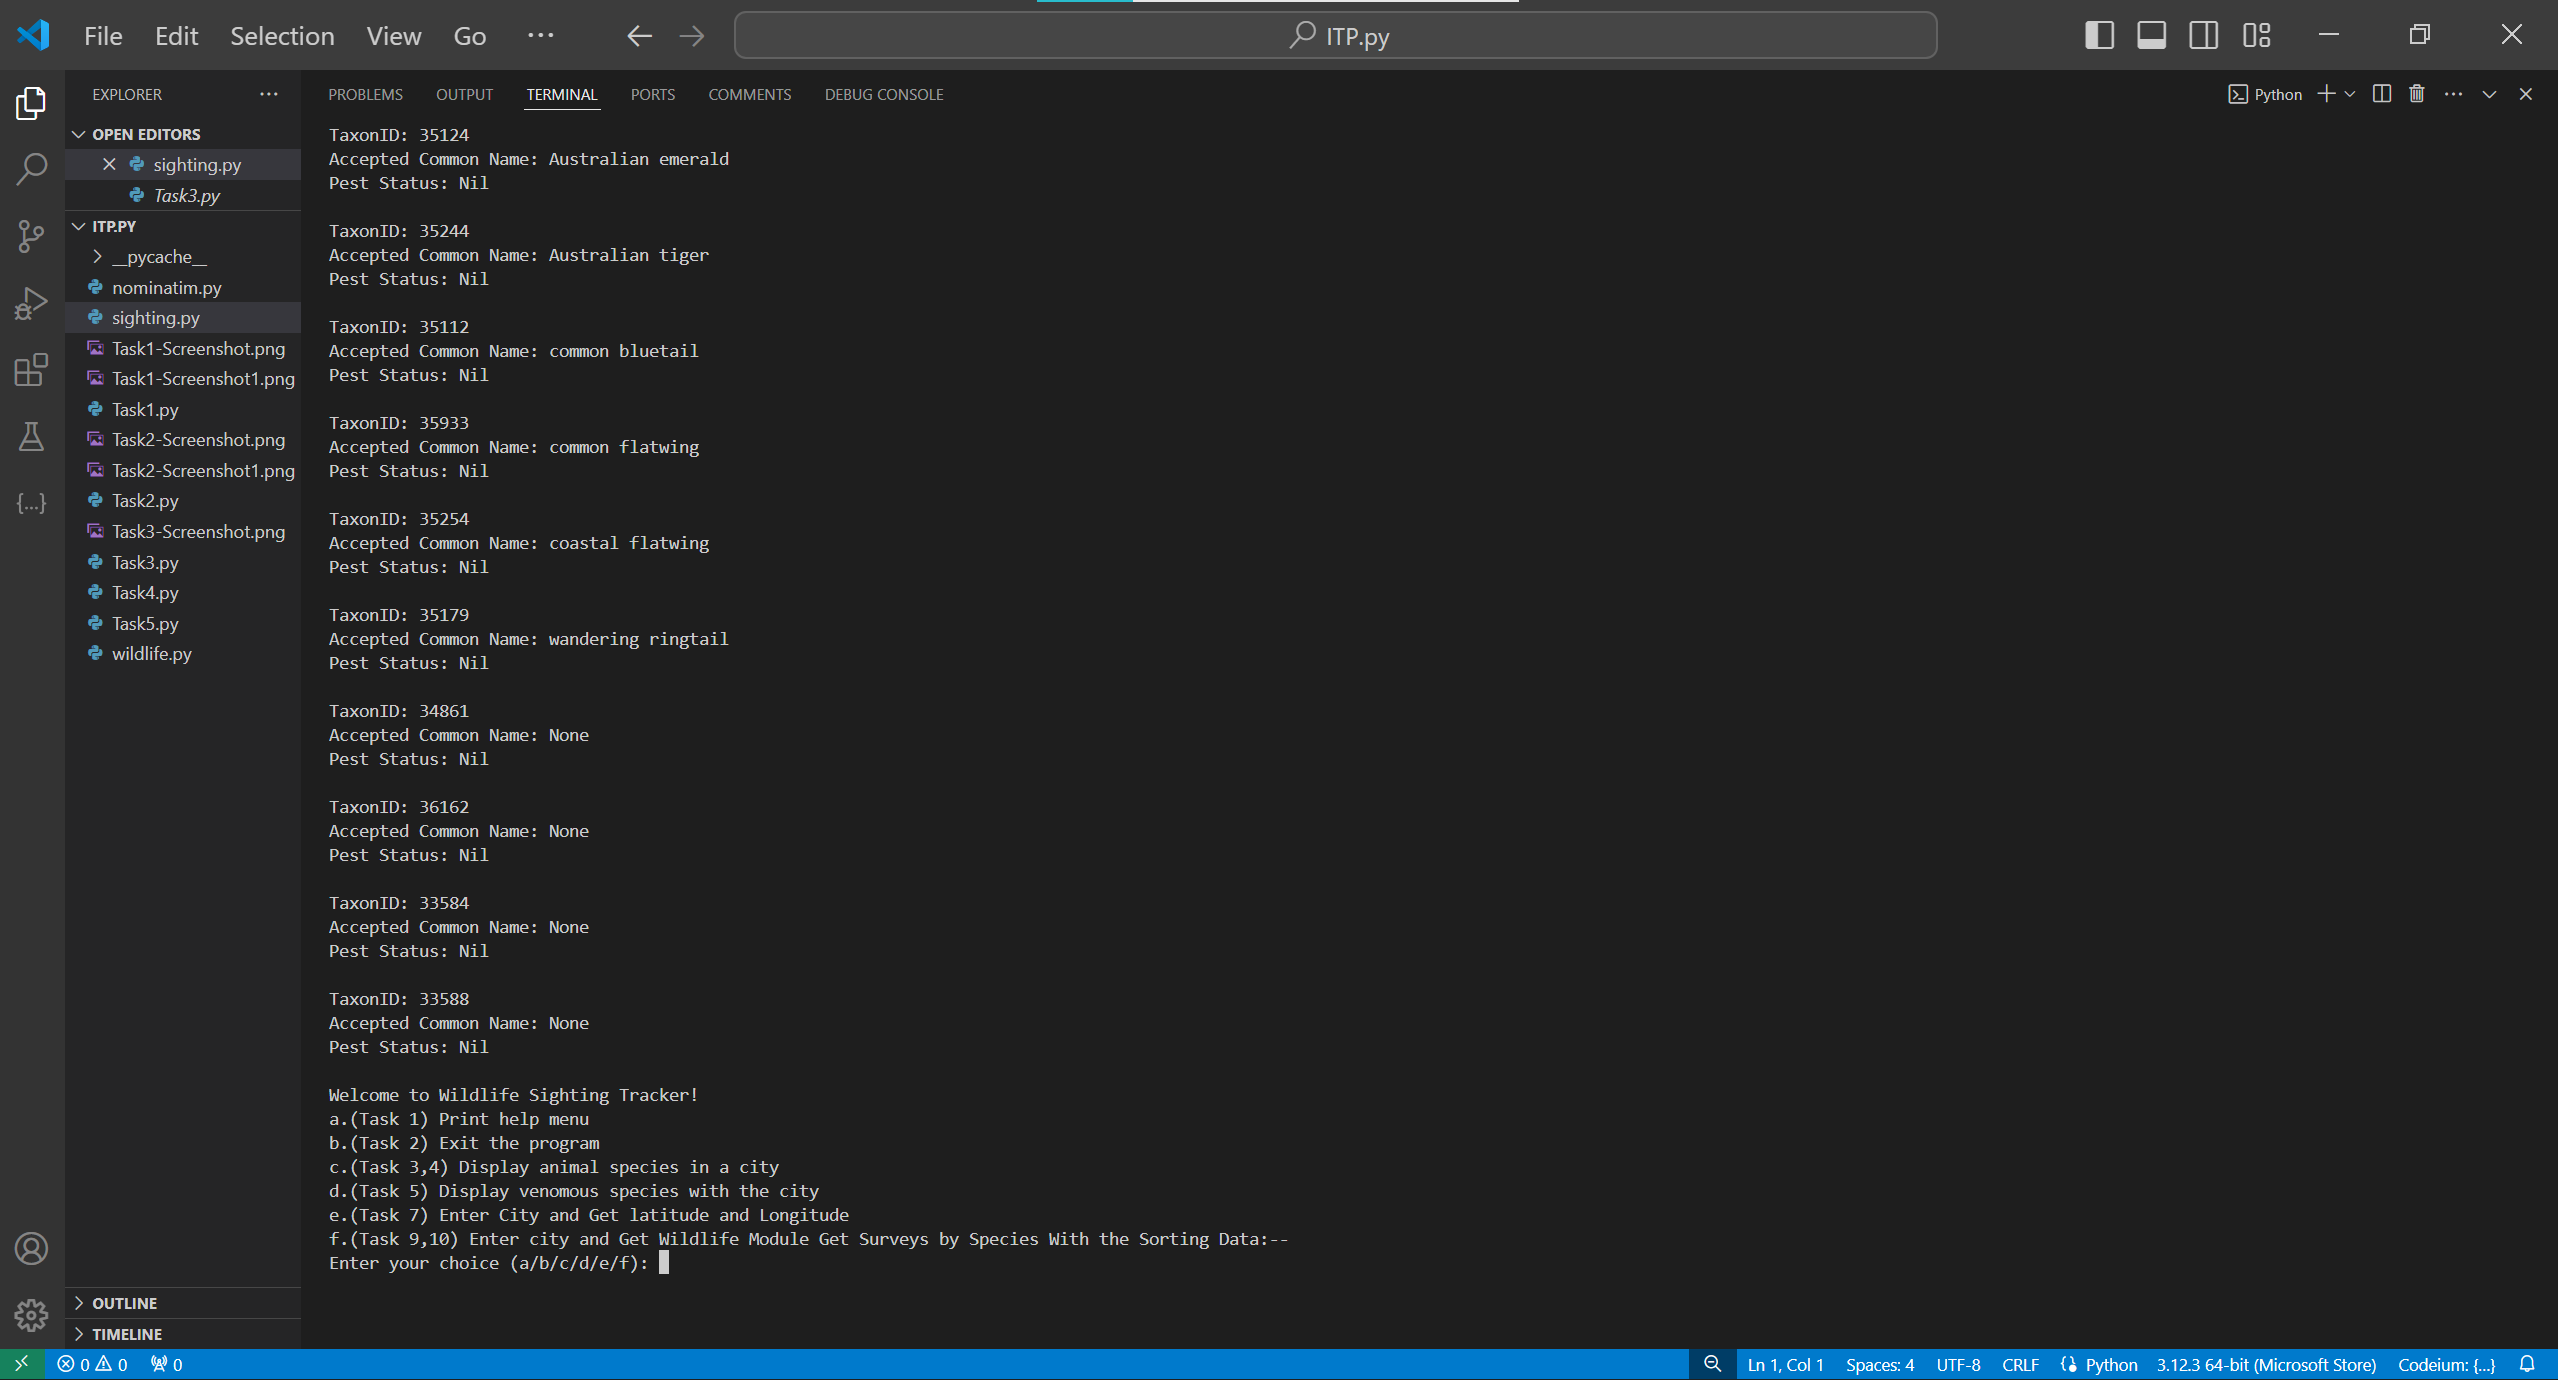 File Edit Selection View Go ··· ITP.py
EXPLORER ···
OPEN EDITORS
sighting.py
Task3.py
ITP.PY
__pycache__
nominatim.py
sighting.py
Task1-Screenshot.png
Task1-Screenshot1.png
Task1.py
Task2-Screenshot.png
Task2-Screenshot1.png
Task2.py
Task3-Screenshot.png
Task3.py
Task4.py
Task5.py
wildlife.py
OUTLINE
TIMELINE
PROBLEMS OUTPUT TERMINAL PORTS COMMENTS DEBUG CONSOLE Python
TaxonID: 35124
Accepted Common Name: Australian emerald
Pest Status: Nil
TaxonID: 35244
Accepted Common Name: Australian tiger
Pest Status: Nil
TaxonID: 35112
Accepted Common Name: common bluetail
Pest Status: Nil
TaxonID: 35933
Accepted Common Name: common flatwing
Pest Status: Nil
TaxonID: 35254
Accepted Common Name: coastal flatwing
Pest Status: Nil
TaxonID: 35179
Accepted Common Name: wandering ringtail
Pest Status: Nil
TaxonID: 34861
Accepted Common Name: None
Pest Status: Nil
TaxonID: 36162
Accepted Common Name: None
Pest Status: Nil
TaxonID: 33584
Accepted Common Name: None
Pest Status: Nil
TaxonID: 33588
Accepted Common Name: None
Pest Status: Nil
Welcome to Wildlife Sighting Tracker!
a.(Task 1) Print help menu
b.(Task 2) Exit the program
c.(Task 3,4) Display animal species in a city
d.(Task 5) Display venomous species with the city
e.(Task 7) Enter City and Get latitude and Longitude
f.(Task 9,10) Enter city and Get Wildlife Module Get Surveys by Species With the Sorting Data:--
Enter your choice (a/b/c/d/e/f):
0 0 0 Ln 1, Col 1 Spaces: 4 UTF-8 CRLF Python 3.12.3 64-bit (Microsoft Store) Codeium: {...}